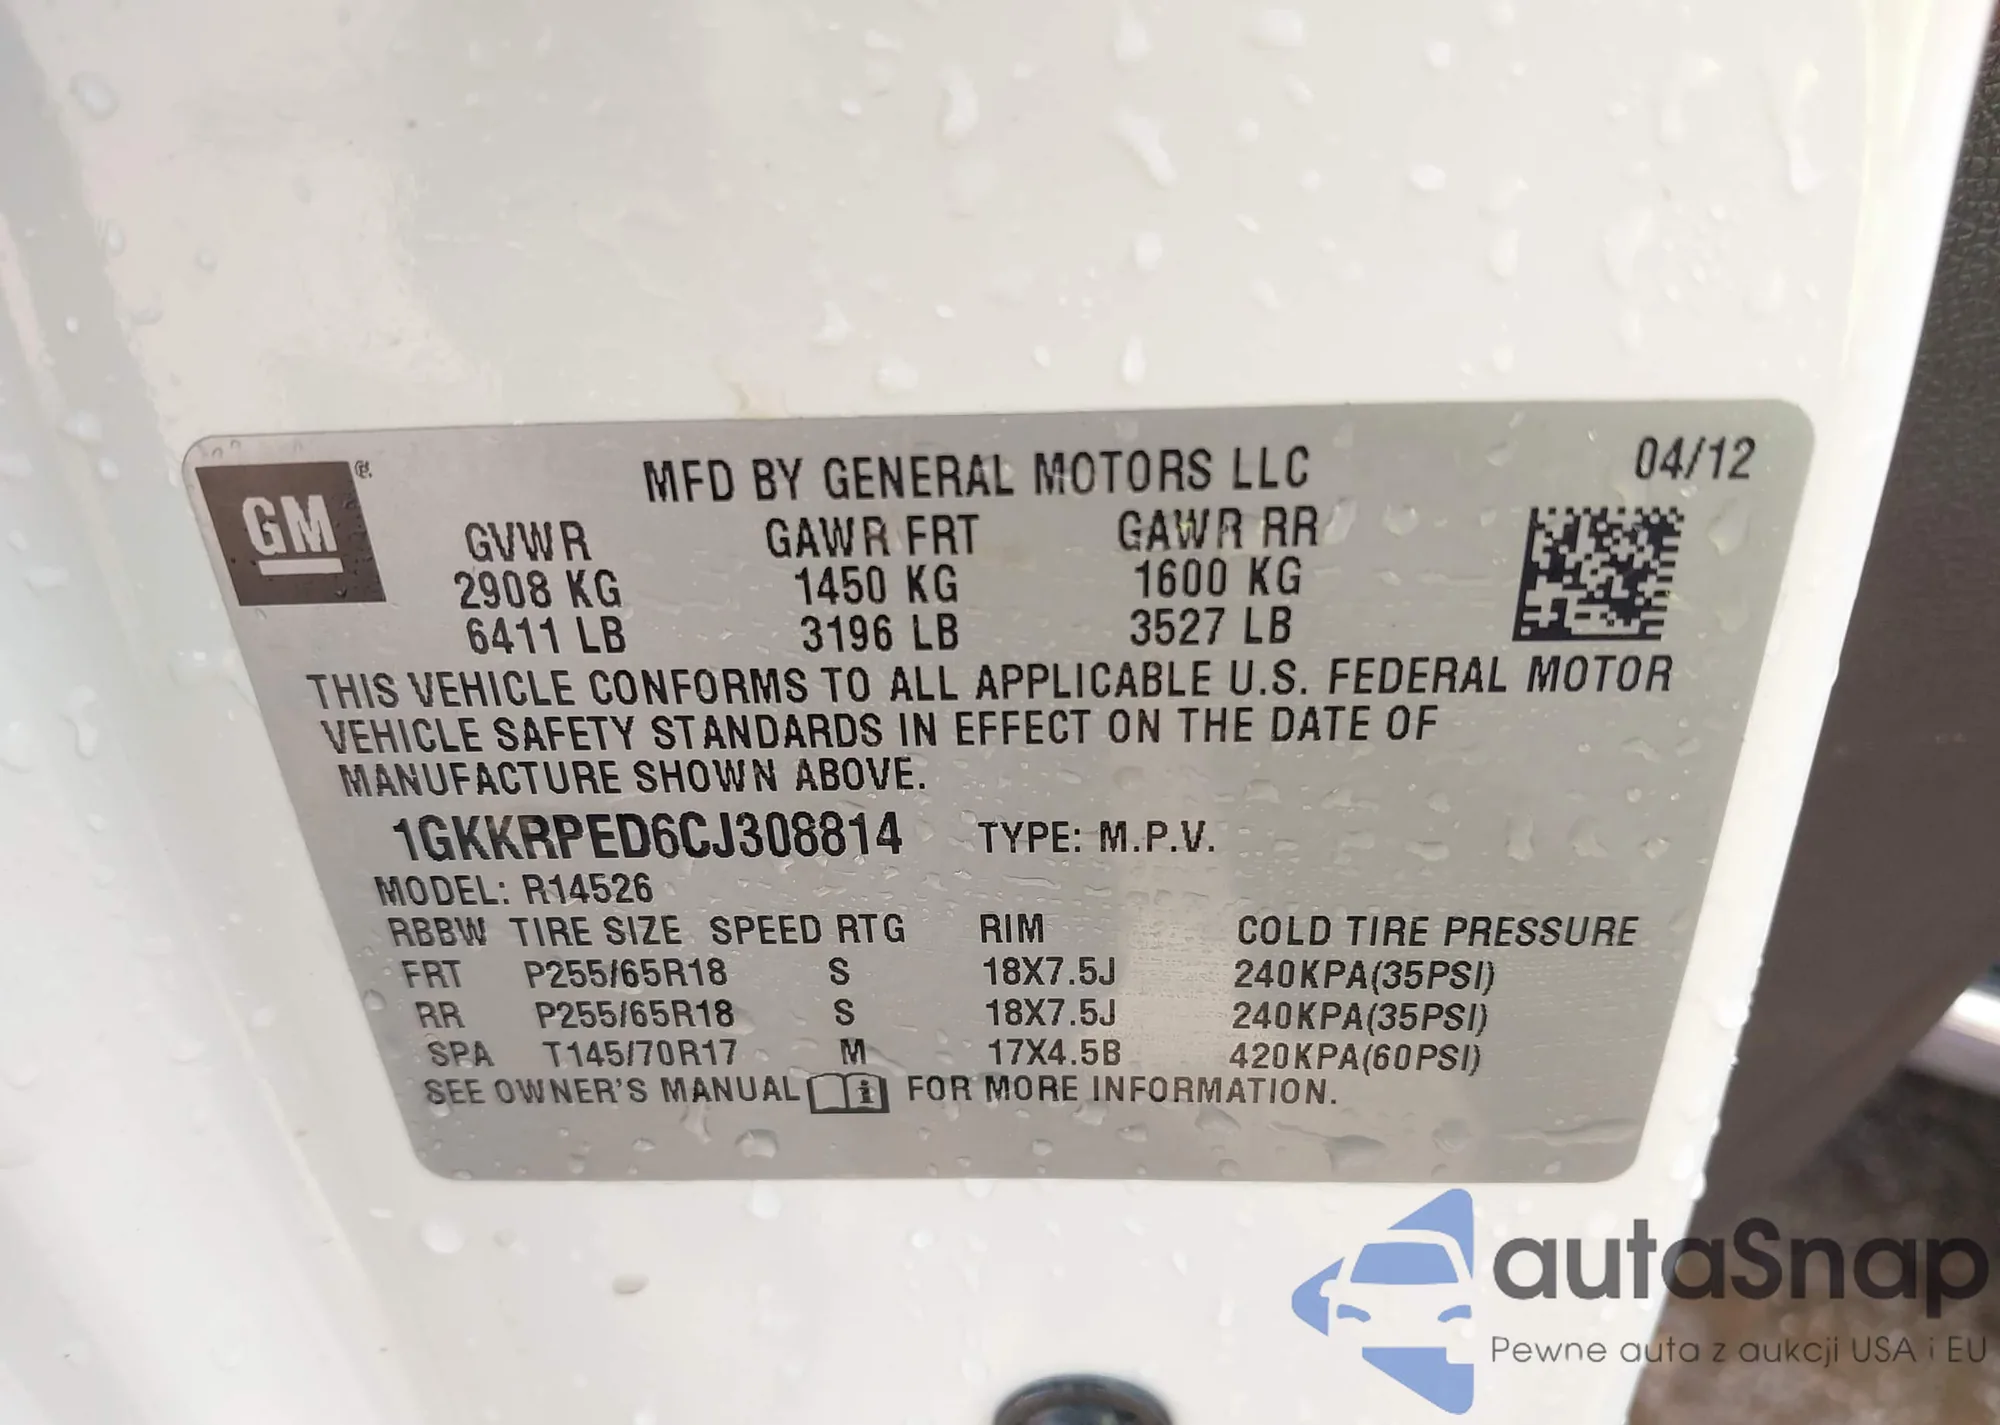 GM®
MFD BY GENERAL MOTORS LLC 04/12
GVWR GAWR FRT GAWR RR
2908 KG 1450 KG 1600 KG
6411 LB 3196 LB 3527 LB
THIS VEHICLE CONFORMS TO ALL APPLICABLE U.S. FEDERAL MOTOR
VEHICLE SAFETY STANDARDS IN EFFECT ON THE DATE OF
MANUFACTURE SHOWN ABOVE.
1GKKRPED6CJ308814 TYPE: M.P.V.
MODEL: R14526
RBBW TIRE SIZE SPEED RTG RIM COLD TIRE PRESSURE
FRT P255/65R18 S 18X7.5J 240KPA(35PSI)
RR P255/65R18 S 18X7.5J 240KPA(35PSI)
SPA T145/70R17 M 17X4.5B 420KPA(60PSI)
SEE OWNER'S MANUAL FOR MORE INFORMATION.
autaSnap
Pewne auta z aukcji USA i EU